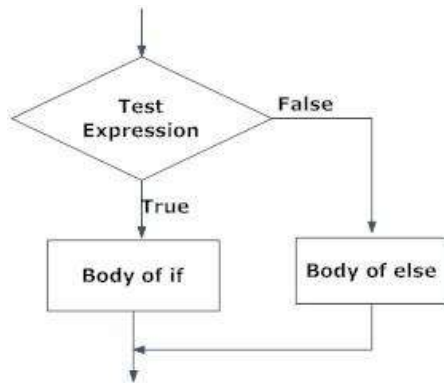 Test
Expression
False
True
Body of if
Body of else